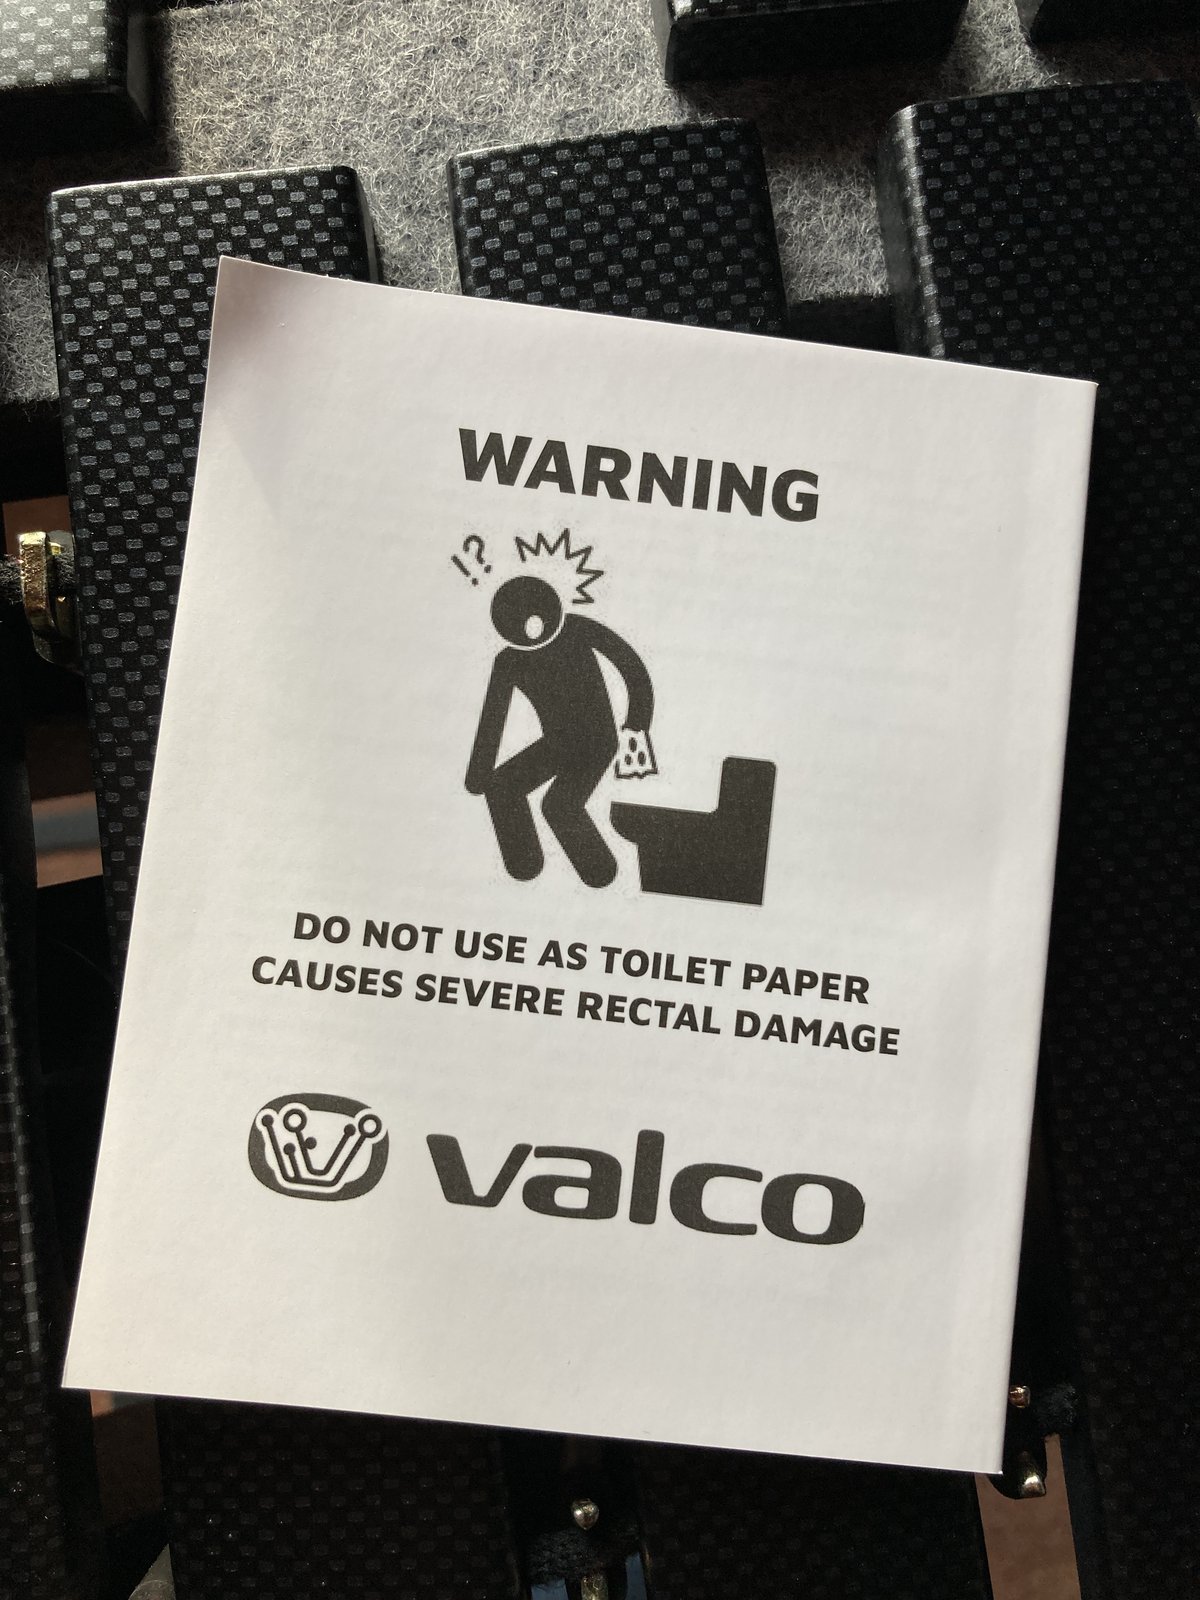 WARNING
!?
DO NOT USE AS TOILET PAPER
CAUSES SEVERE RECTAL DAMAGE
valco